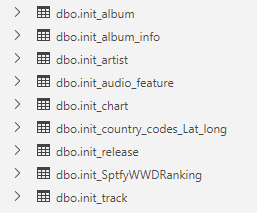 dbo.init_album
dbo.init_album_info
dbo.init_artist
dbo.init_audio_feature
dbo.init_chart
dbo.init_country_codes_Lat_long
dbo.init_release
dbo.init_SptfyWWDRanking
dbo.init_track